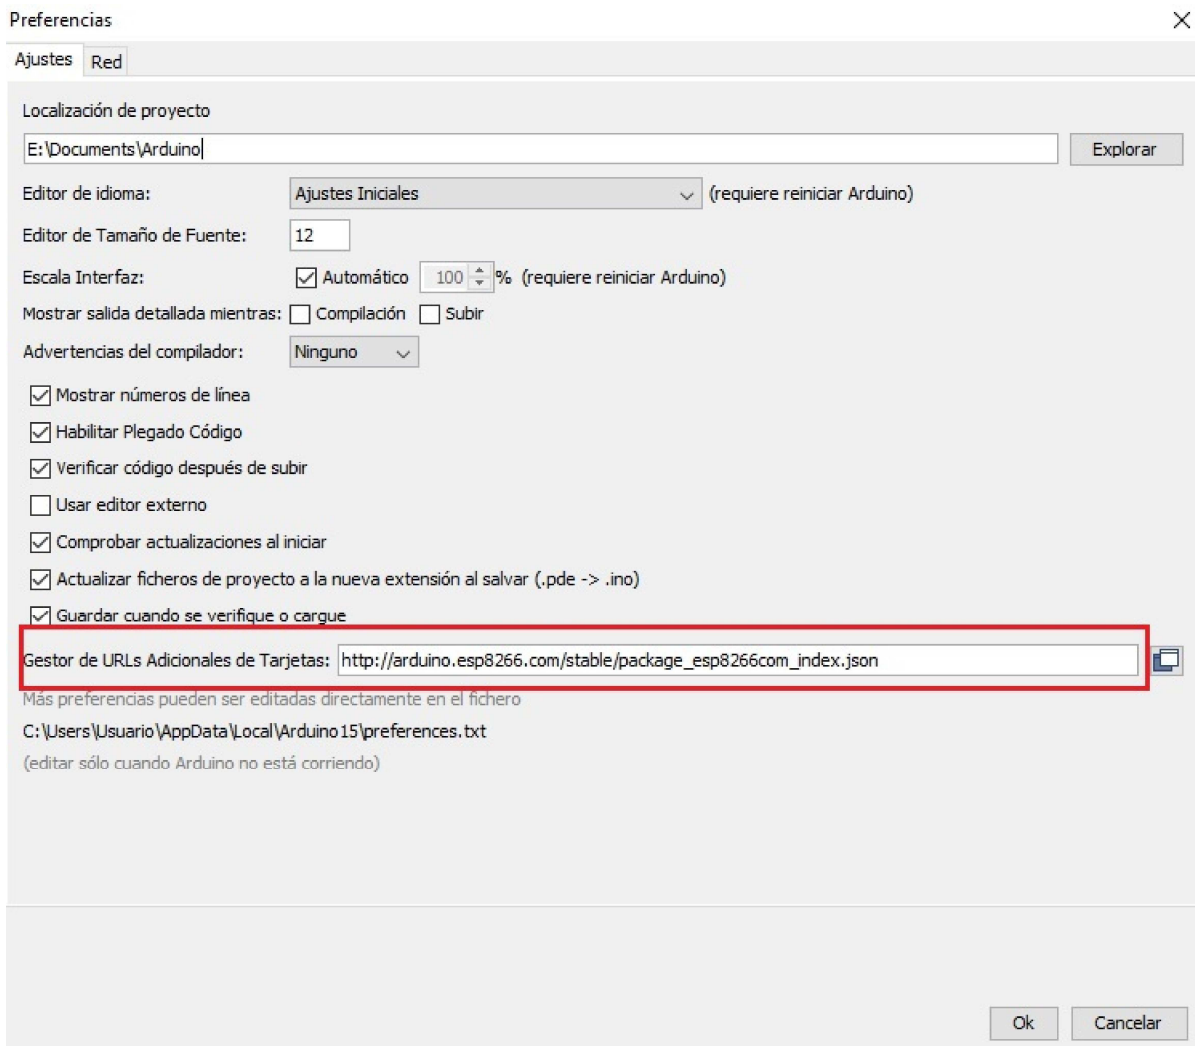 Preferencias
Ajustes Red
Localización de proyecto
E:\Documents\Arduino Explorar
Editor de idioma: Ajustes Iniciales (requiere reiniciar Arduino)
Editor de Tamaño de Fuente: 12
Escala Interfaz: Automático 100 % (requiere reiniciar Arduino)
Mostrar salida detallada mientras: Compilación Subir
Advertencias del compilador: Ninguno
Mostrar números de línea
Habilitar Plegado Código
Verificar código después de subir
Usar editor externo
Comprobar actualizaciones al iniciar
Actualizar ficheros de proyecto a la nueva extensión al salvar (.pde -> .ino)
Guardar cuando se verifique o cargue
Gestor de URLs Adicionales de Tarjetas: http://arduino.esp8266.com/stable/package_esp8266com_index.json
Más preferencias pueden ser editadas directamente en el fichero
C:\Users\Usuario\AppData\Local\Arduino15\preferences.txt
(editar sólo cuando Arduino no está corriendo)
Ok Cancelar